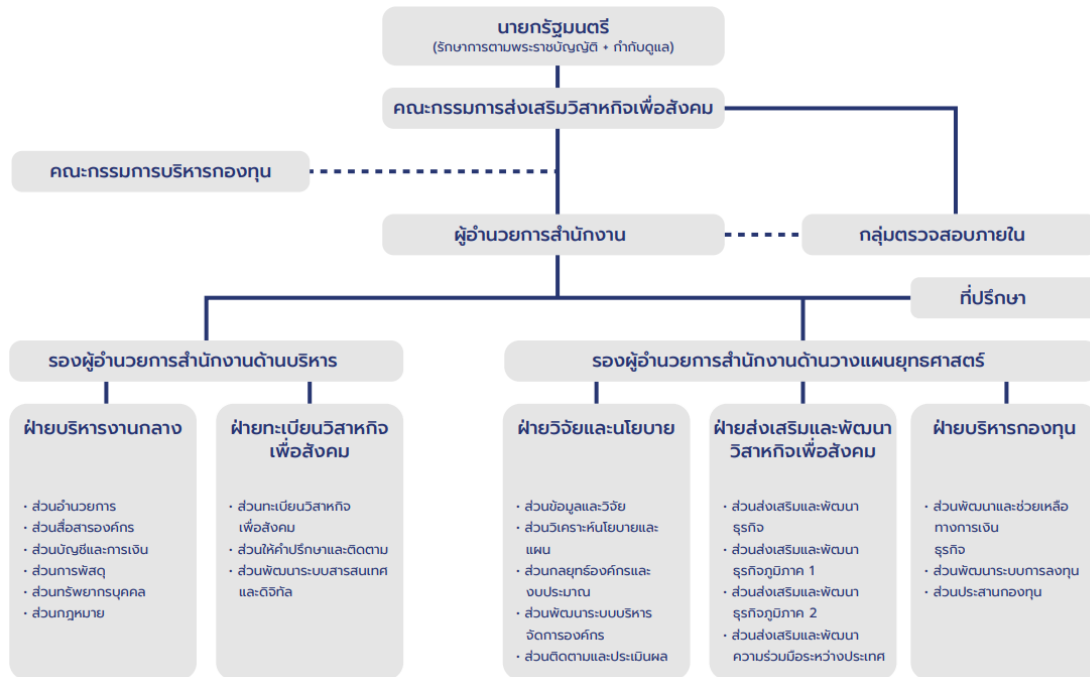 นายกรัฐมนตรี
(รักษาการตามพระราชบัญญัติ + กำกับดูแล)
คณะกรรมการส่งเสริมวิสาหกิจเพื่อสังคม
คณะกรรมการบริหารกองทุน
ผู้อำนวยการสำนักงาน
กลุ่มตรวจสอบภายใน
ที่ปรึกษา
รองผู้อำนวยการสำนักงานด้านบริหาร
รองผู้อำนวยการสำนักงานด้านวางแผนยุทธศาสตร์
ฝ่ายบริหารงานกลาง
· ส่วนอำนวยการ
· ส่วนสื่อสารองค์กร
· ส่วนบัญชีและการเงิน
· ส่วนการพัสดุ
· ส่วนทรัพยากรบุคคล
· ส่วนกฎหมาย
ฝ่ายทะเบียนวิสาหกิจ
เพื่อสังคม
· ส่วนทะเบียนวิสาหกิจ
เพื่อสังคม
· ส่วนให้คำปรึกษาและติดตาม
· ส่วนพัฒนาระบบสารสนเทศ
และดิจิทัล
ฝ่ายวิจัยและนโยบาย
· ส่วนข้อมูลและวิจัย
· ส่วนวิเคราะห์นโยบายและ
แผน
· ส่วนกลยุทธ์องค์กรและ
งบประมาณ
· ส่วนพัฒนาระบบบริหาร
จัดการองค์กร
· ส่วนติดตามและประเมินผล
ฝ่ายส่งเสริมและพัฒนา
วิสาหกิจเพื่อสังคม
· ส่วนส่งเสริมและพัฒนา
ธุรกิจ
· ส่วนส่งเสริมและพัฒนา
ธุรกิจภูมิภาค 1
· ส่วนส่งเสริมและพัฒนา
ธุรกิจภูมิภาค 2
· ส่วนส่งเสริมและพัฒนา
ความร่วมมือระหว่างประเทศ
ฝ่ายบริหารกองทุน
· ส่วนพัฒนาและช่วยเหลือ
ทางการเงิน
ธุรกิจ
· ส่วนพัฒนาระบบการลงทุน
· ส่วนประสานกองทุน